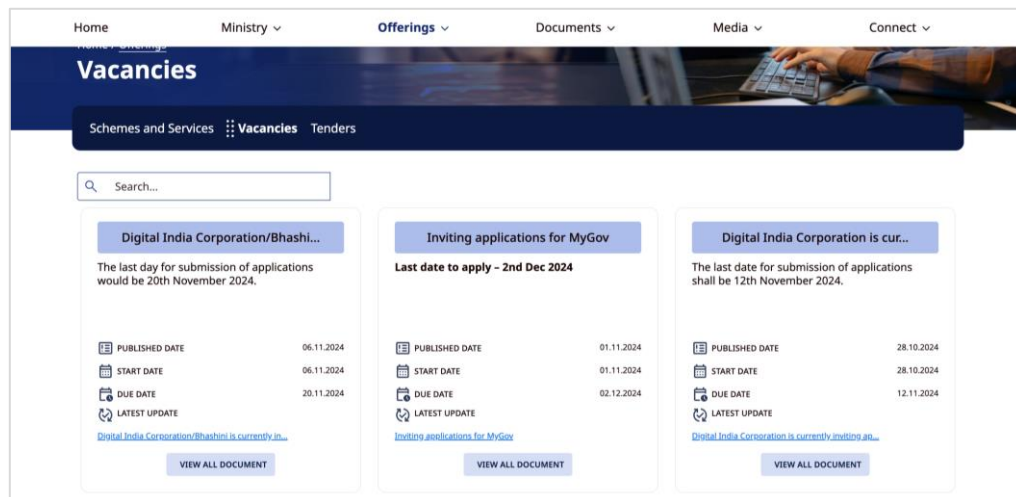 Home Ministry Offerings Documents Media Connect
Home / Offerings
Vacancies
Schemes and Services Vacancies Tenders
Search...
Digital India Corporation/Bhashi...
The last day for submission of applications
would be 20th November 2024.
PUBLISHED DATE 06.11.2024
START DATE 06.11.2024
DUE DATE 20.11.2024
LATEST UPDATE
Digital India Corporation/Bhashini is currently in...
VIEW ALL DOCUMENT
Inviting applications for MyGov
Last date to apply – 2nd Dec 2024
PUBLISHED DATE 01.11.2024
START DATE 01.11.2024
DUE DATE 02.12.2024
LATEST UPDATE
Inviting applications for MyGov
VIEW ALL DOCUMENT
Digital India Corporation is cur...
The last date for submission of applications
shall be 12th November 2024.
PUBLISHED DATE 28.10.2024
START DATE 28.10.2024
DUE DATE 12.11.2024
LATEST UPDATE
Digital India Corporation is currently inviting ap...
VIEW ALL DOCUMENT